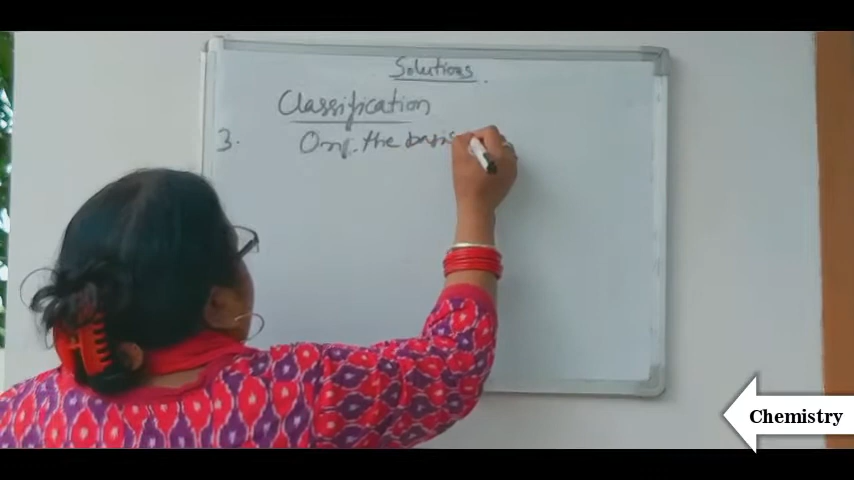 Solutions
Classification
3. On the basis
Chemistry